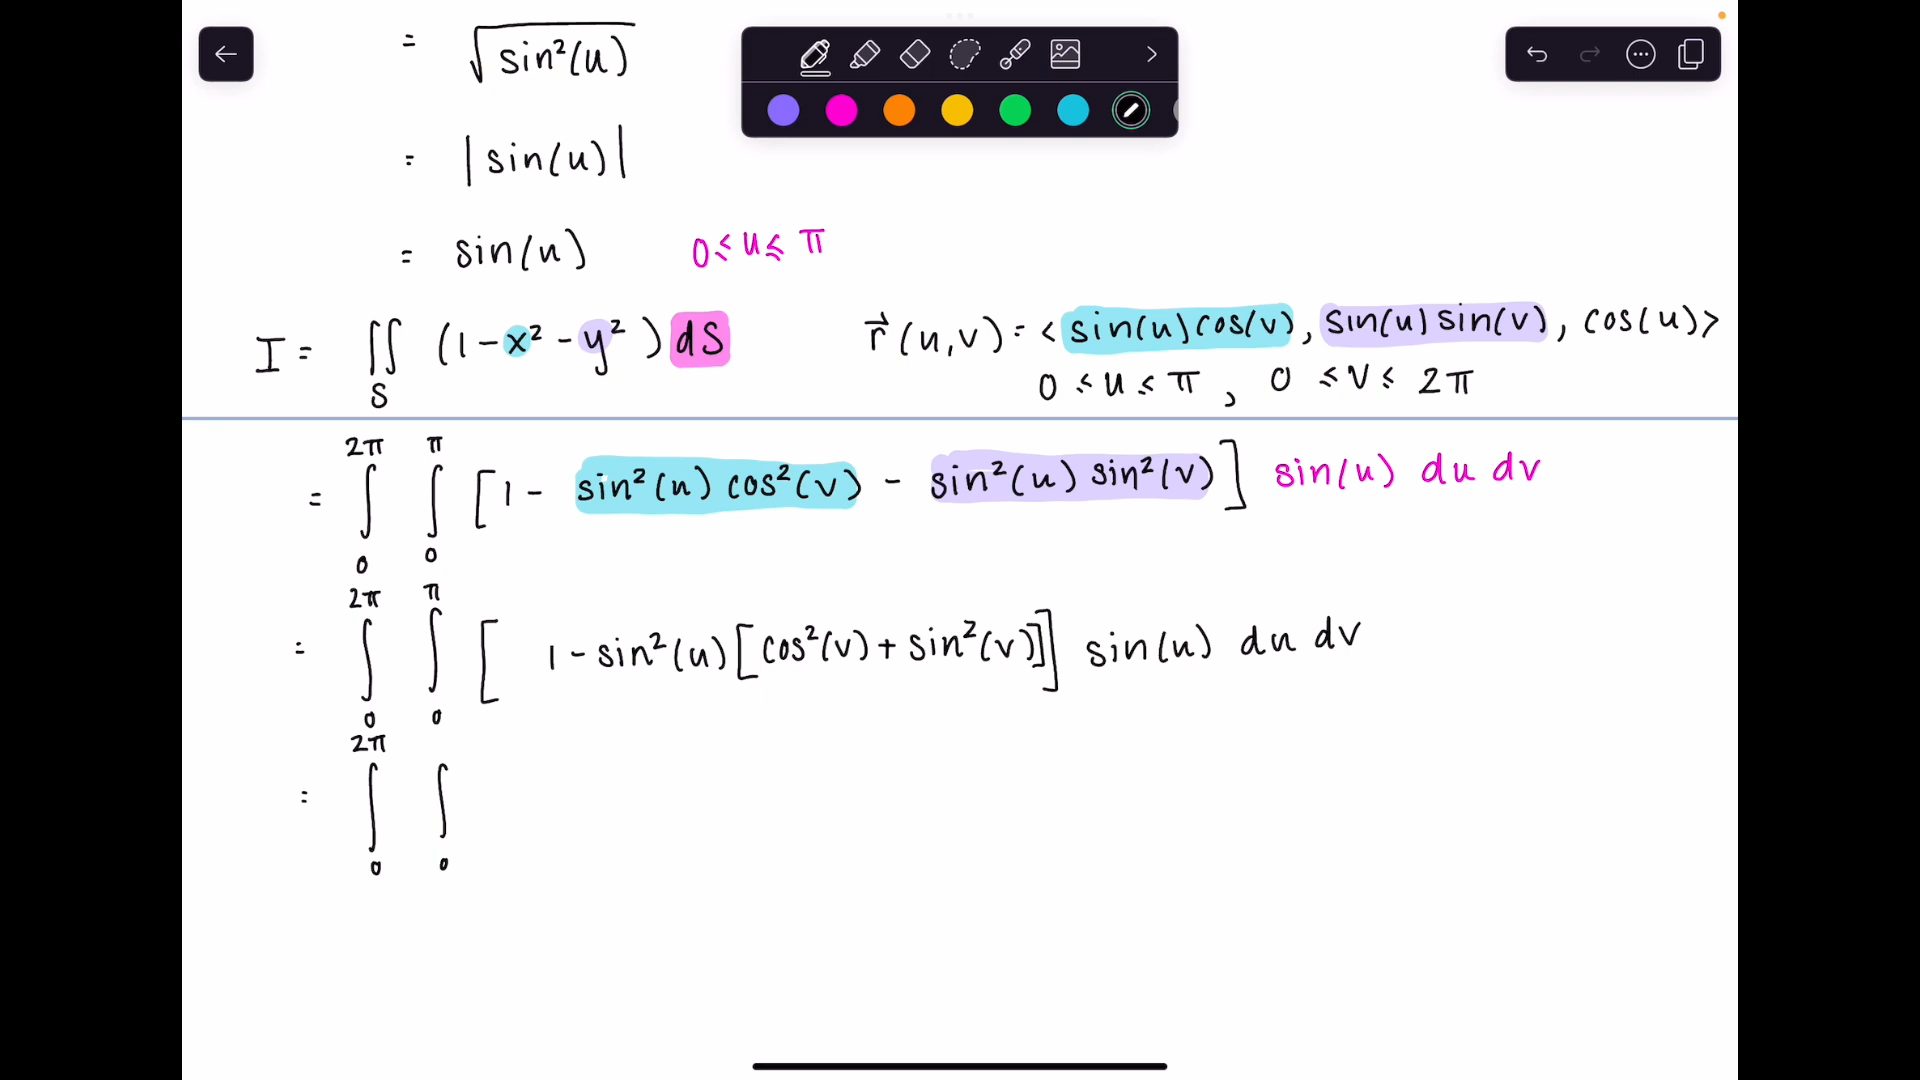 = √sin²(u)
= |sin(u)|
= sin(u) 0 ≤ u ≤ π
I = ∬_S (1 - x² - y²) dS r⃗(u,v) = <sin(u)cos(v), sin(u)sin(v), cos(u)>
0 ≤ u ≤ π, 0 ≤ v ≤ 2π
= ∫_0^2π ∫_0^π [1 - sin²(u)cos²(v) - sin²(u)sin²(v)] sin(u) du dv
= ∫_0^2π ∫_0^π [1 - sin²(u)[cos²(v) + sin²(v)]] sin(u) du dv
= ∫_0^2π ∫_0